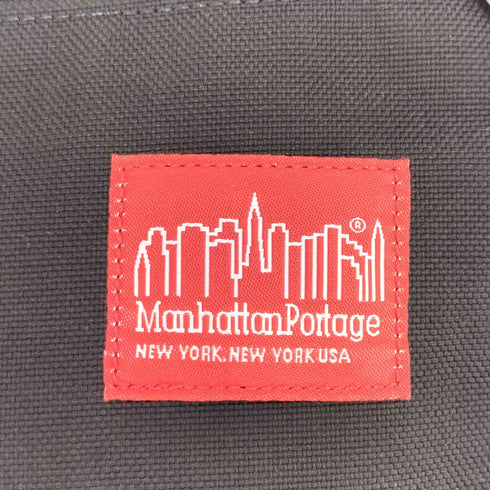 ®
ManhattanPortage
NEW YORK, NEW YORK USA